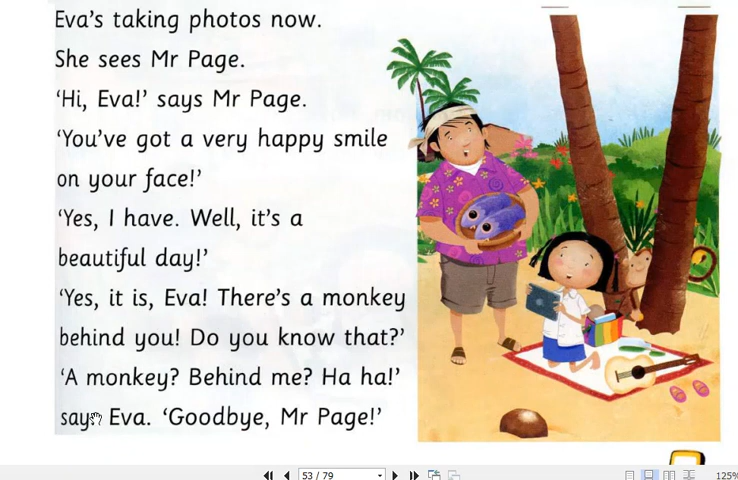 Eva's taking photos now.
She sees Mr Page.
'Hi, Eva!' says Mr Page.
'You've got a very happy smile
on your face!'
'Yes, I have. Well, it's a
beautiful day!'
'Yes, it is, Eva! There's a monkey
behind you! Do you know that?'
'A monkey? Behind me? Ha ha!'
says Eva. 'Goodbye, Mr Page!'
53 / 79
125%